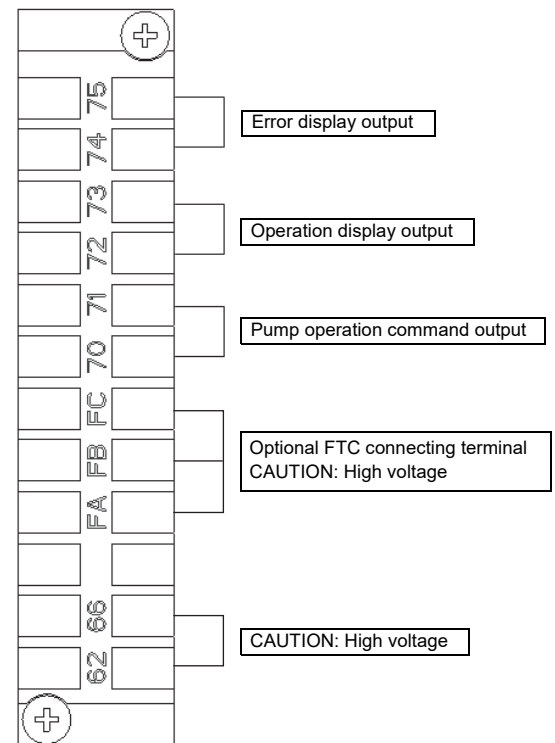 75
Error display output
74
73
Operation display output
72
71
Pump operation command output
70
FC
Optional FTC connecting terminal
FB
CAUTION: High voltage
FA
66
CAUTION: High voltage
62